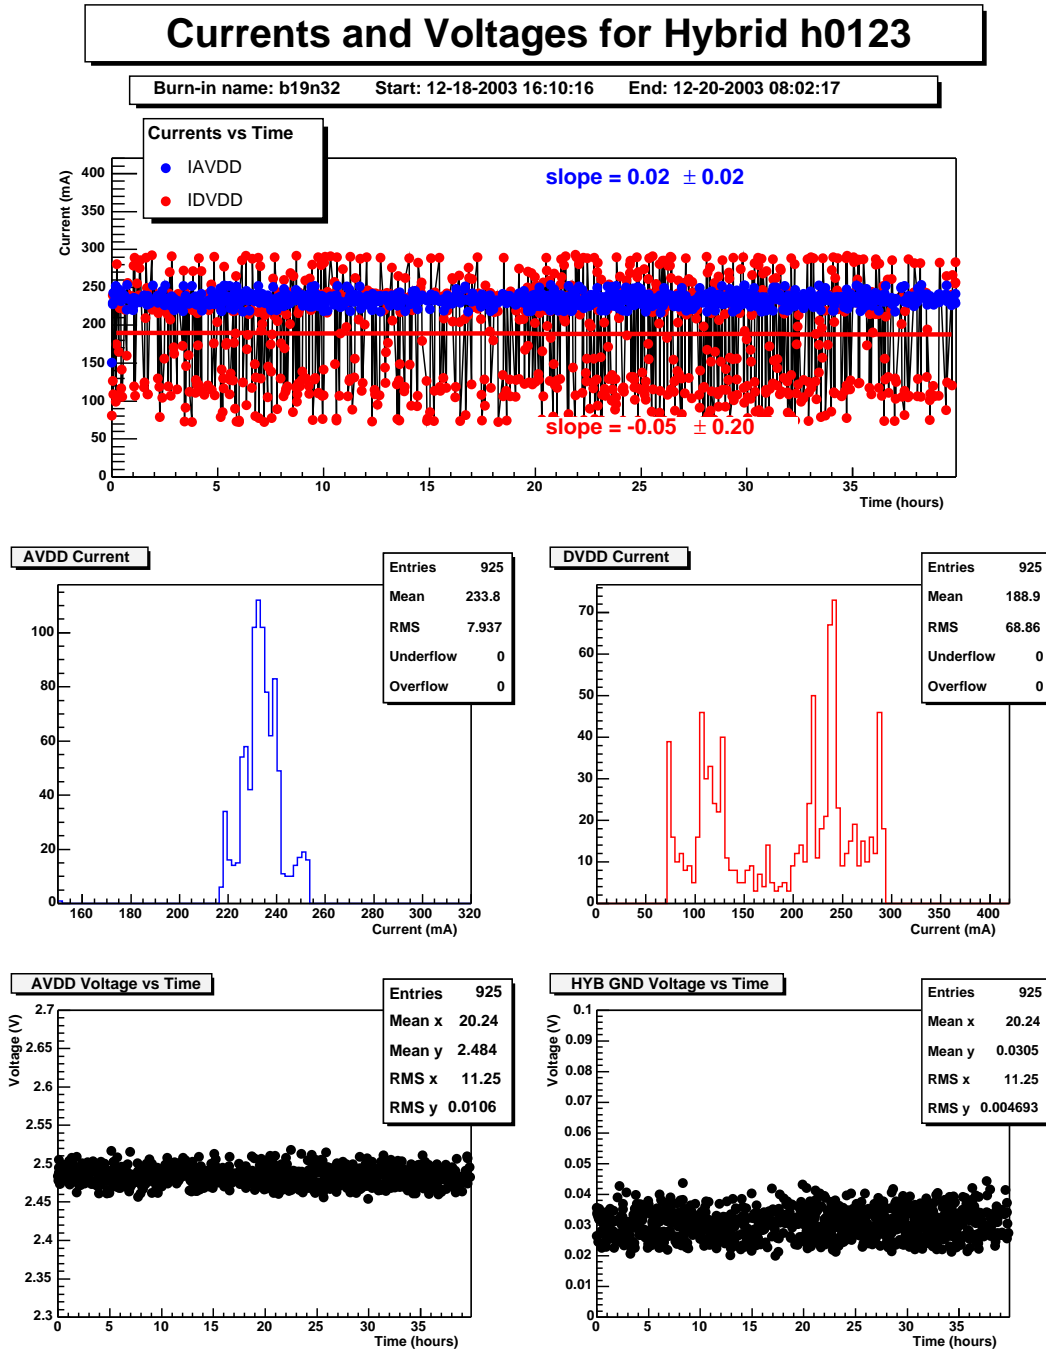 Currents and Voltages for Hybrid h0123
Burn-in name: b19n32 Start: 12-18-2003 16:10:16 End: 12-20-2003 08:02:17
Currents vs Time
IAVDD
IDVDD
slope = 0.02 ± 0.02
slope = -0.05 ± 0.20
Current (mA)
400
350
300
250
200
150
100
50
0
0 5 10 15 20 25 30 35
Time (hours)
AVDD Current
Entries 925
Mean 233.8
RMS 7.937
Underflow 0
Overflow 0
100
80
60
40
20
0
160 180 200 220 240 260 280 300 320
Current (mA)
DVDD Current
Entries 925
Mean 188.9
RMS 68.86
Underflow 0
Overflow 0
70
60
50
40
30
20
10
0
0 50 100 150 200 250 300 350 400
Current (mA)
AVDD Voltage vs Time
Entries 925
Mean x 20.24
Mean y 2.484
RMS x 11.25
RMS y 0.0106
Voltage (V)
2.7
2.65
2.6
2.55
2.5
2.45
2.4
2.35
2.3
0 5 10 15 20 25 30 35
Time (hours)
HYB GND Voltage vs Time
Entries 925
Mean x 20.24
Mean y 0.0305
RMS x 11.25
RMS y 0.004693
Voltage (V)
0.1
0.09
0.08
0.07
0.06
0.05
0.04
0.03
0.02
0.01
0
0 5 10 15 20 25 30 35
Time (hours)